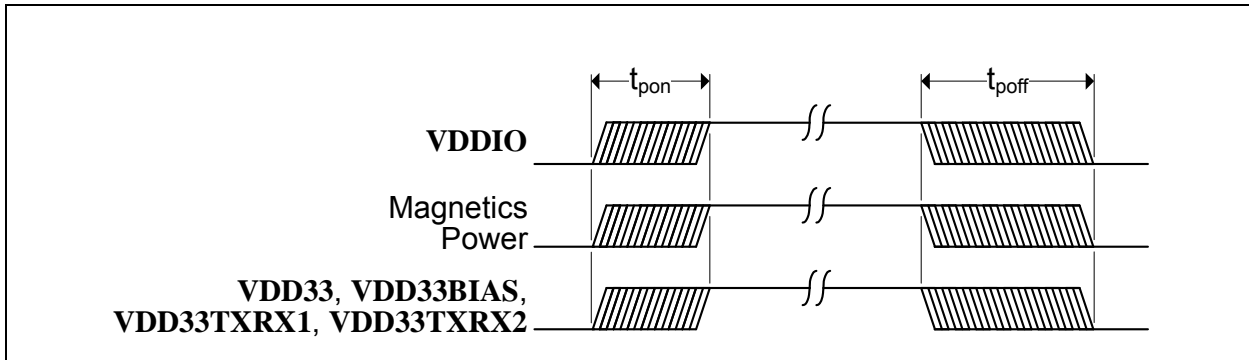 tpon
tpoff
VDDIO
Magnetics
Power
VDD33, VDD33BIAS,
VDD33TXRX1, VDD33TXRX2